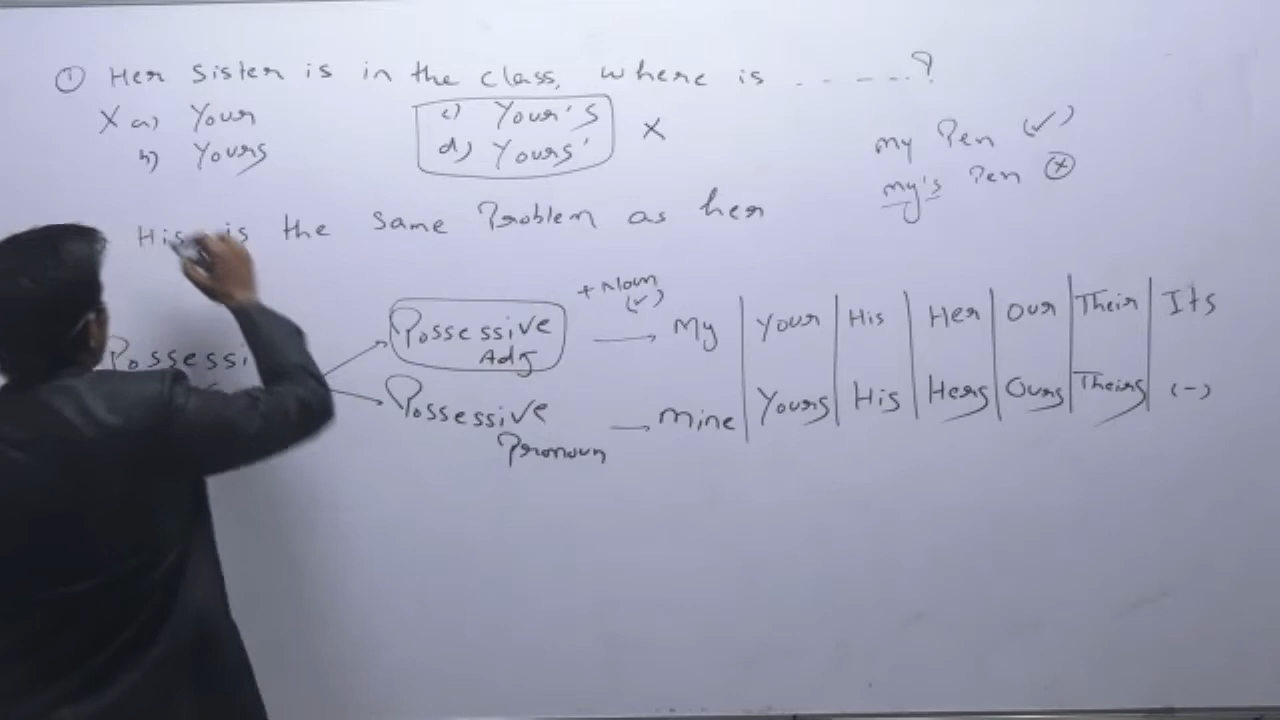 ① Her Sister is in the class, where is ......?
X a) Your
b) Yours
c) Your's
d) Yours' X
my Pen (✓)
my's Pen ⓧ
His is the same Problem as her
+ Noun (✓)
Possessive Adj → My | Your | His | Her | Our | Their | Its
Possessi
Possessive Pronoun → Mine | Yours | His | Hers | Ours | Theirs | (-)